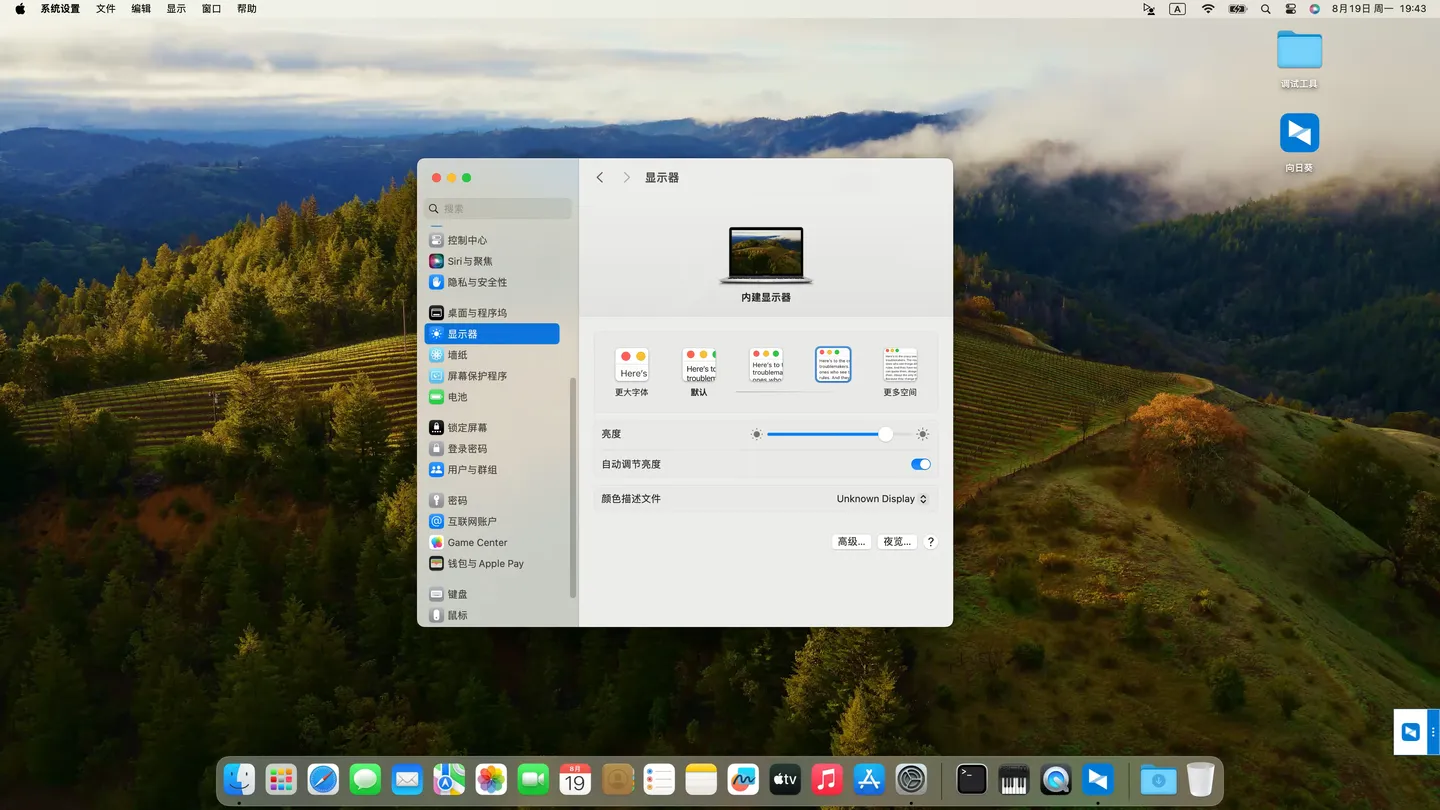 系统设置 文件 编辑 显示 窗口 帮助
A
8月19日 周一 19:43
调试工具
向日葵
显示器
搜索
控制中心
Siri与聚焦
隐私与安全性
桌面与程序坞
显示器
墙纸
屏幕保护程序
电池
锁定屏幕
登录密码
用户与群组
密码
互联网账户
Game Center
钱包与 Apple Pay
键盘
鼠标
内建显示器
Here's
Here's to
troublem
Here's to t
troublema
ones who
Here's to the c
troublemakers.
ones who see t
rules. And they
更大字体
默认
更多空间
亮度
自动调节亮度
颜色描述文件
Unknown Display
高级...
夜览...
?
8月
19
tv